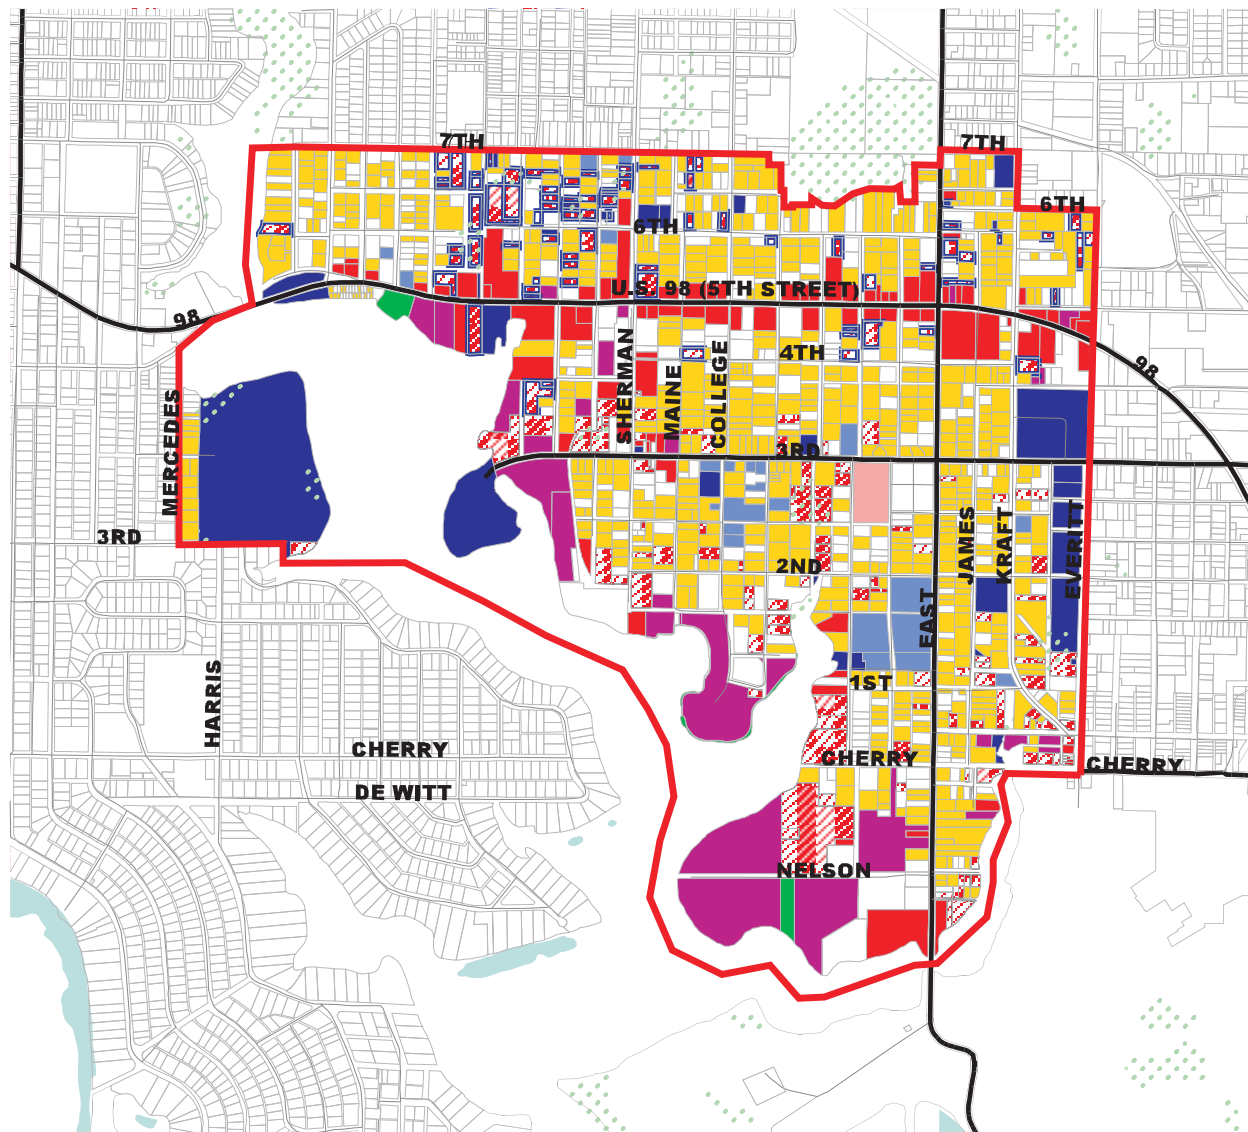 7TH
7TH
6TH
6TH
U.S. 98 (5TH STREET)
98
98
4TH
SHERMAN
MAINE
COLLEGE
MERCEDES
3RD
3RD
JAMES
KRAFT
EVERITT
2ND
EAST
HARRIS
1ST
CHERRY
CHERRY
CHERRY
DE WITT
NELSON